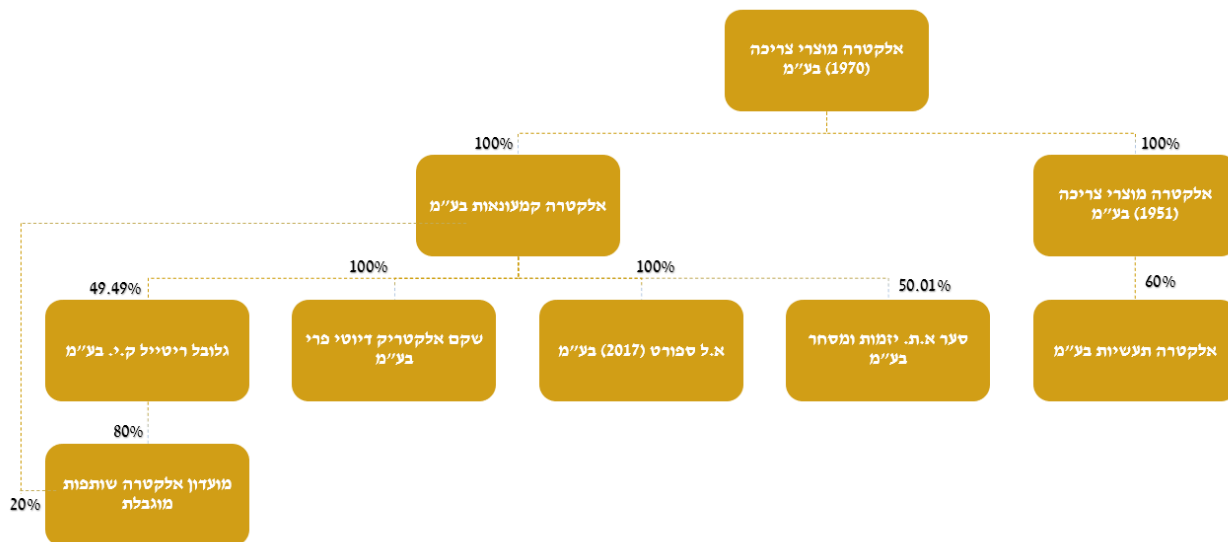 אלקטרה מוצרי צריכה
(1970) בע״מ
100%
100%
אלקטרה קמעונאות בע״מ
אלקטרה מוצרי צריכה
(1951) בע״מ
49.49%
100%
100%
50.01%
60%
גלובל ריטייל ק.י. בע״מ
שקם אלקטריק דיוטי פרי
בע״מ
א.ל ספורט (2017) בע״מ
סער א.ת. יזמות ומסחר
בע״מ
אלקטרה תעשיות בע״מ
80%
20%
מועדון אלקטרה שותפות
מוגבלת